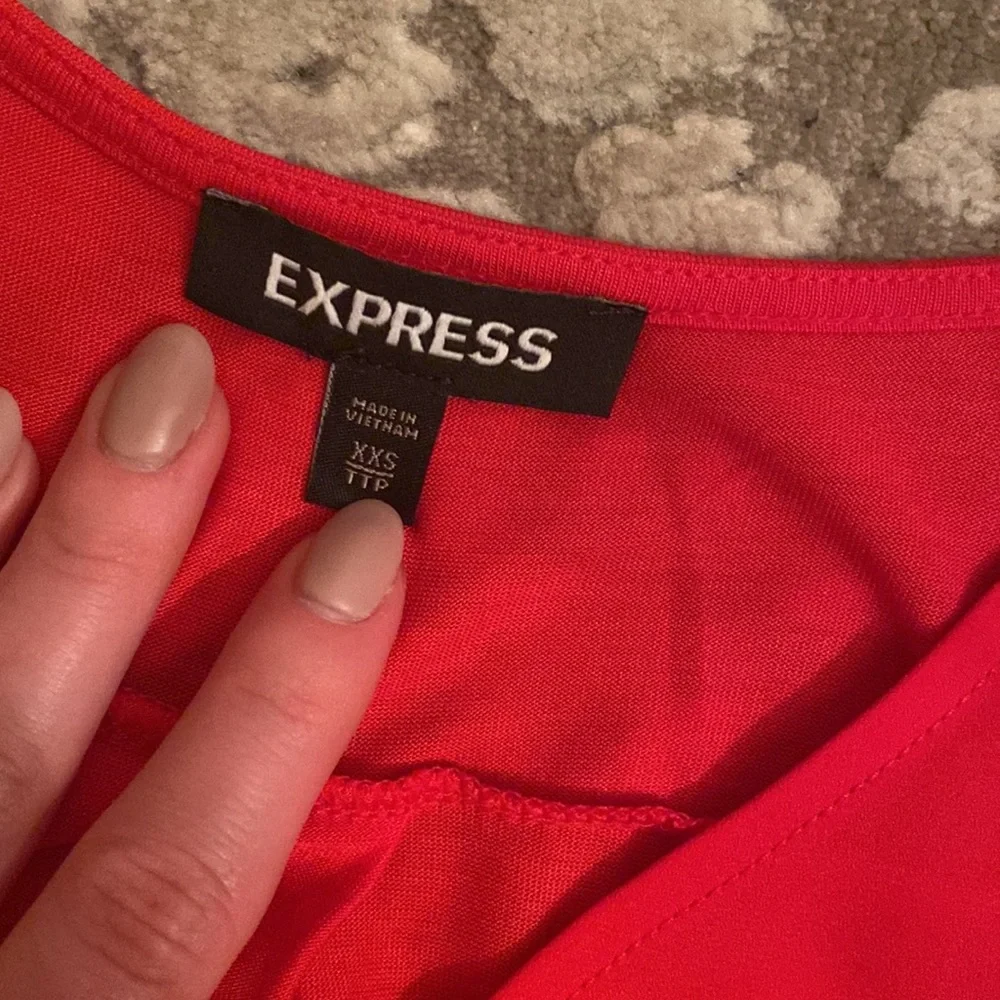 EXPRESS
MADE IN
VIETNAM
XXS
TTP